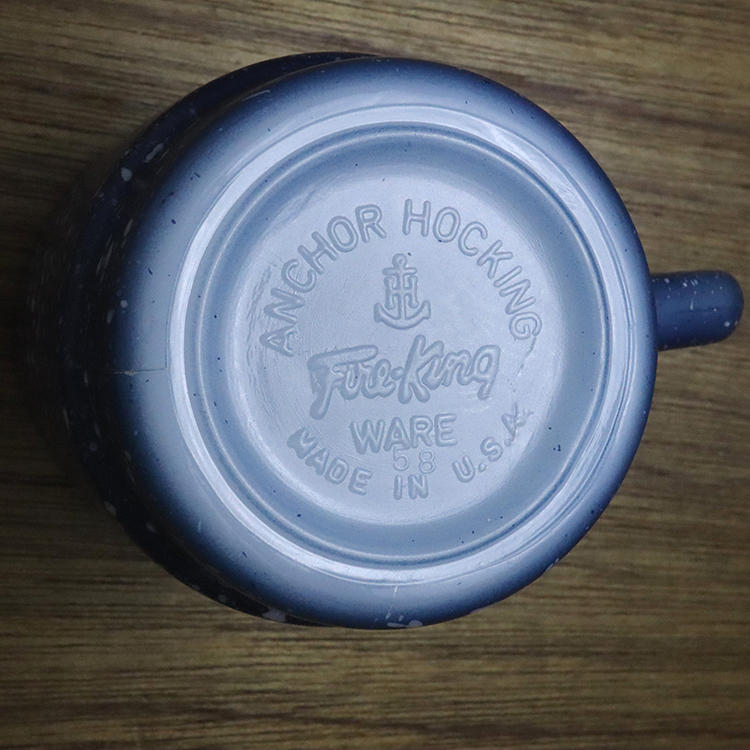 ANCHOR HOCKING
Fire-King
WARE
58
MADE IN U.S.A.